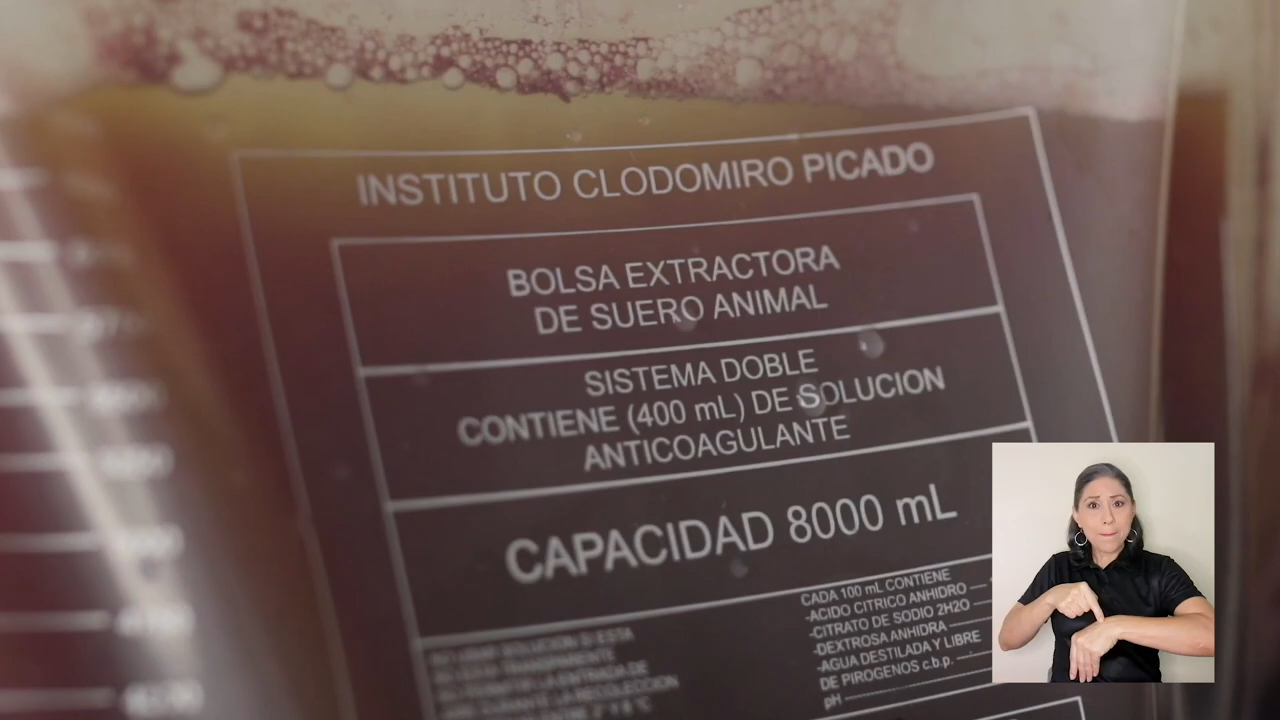 INSTITUTO CLODOMIRO PICADO
BOLSA EXTRACTORA
DE SUERO ANIMAL
SISTEMA DOBLE
CONTIENE (400 mL) DE SOLUCION
ANTICOAGULANTE
CAPACIDAD 8000 mL
CADA 100 mL CONTIENE
-ACIDO CITRICO ANHIDRO
-CITRATO DE SODIO 2H2O
-DEXTROSA ANHIDRA
-AGUA DESTILADA Y LIBRE
DE PIROGENOS c.b.p.
pH